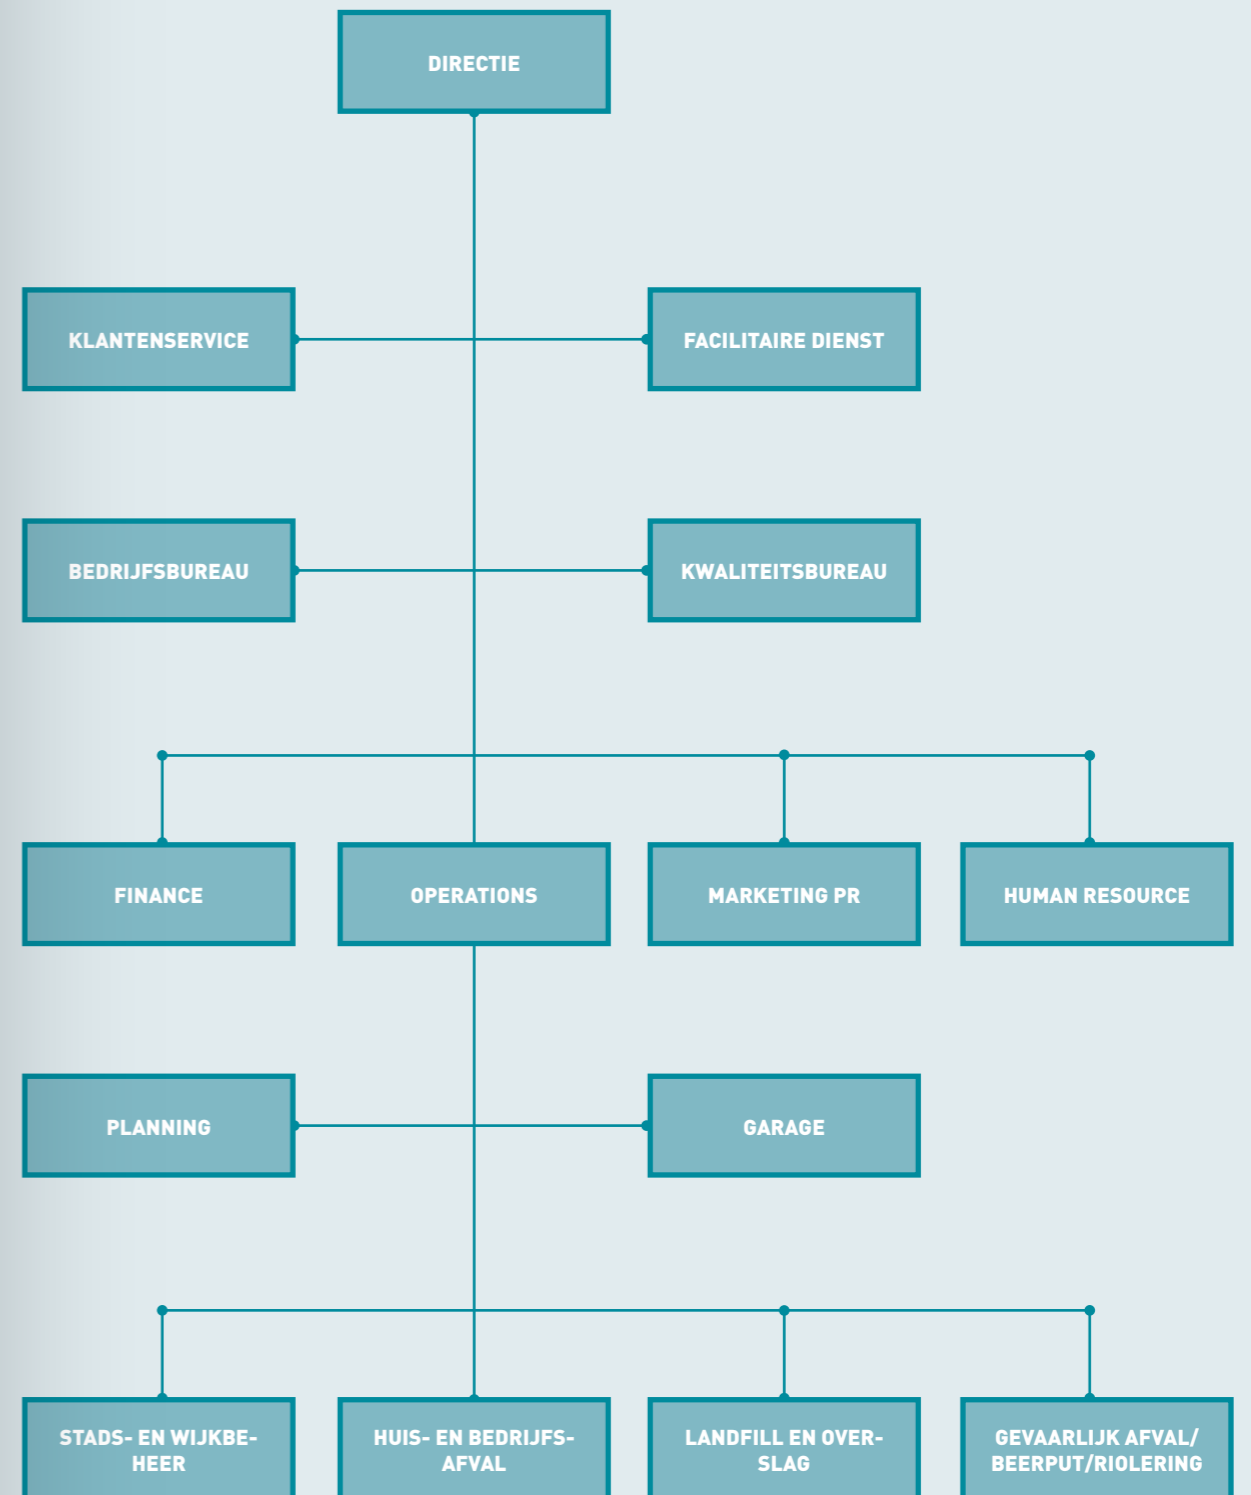 DIRECTIE
KLANTENSERVICE
FACILITAIRE DIENST
BEDRIJFSBUREAU
KWALITEITSBUREAU
FINANCE
OPERATIONS
MARKETING PR
HUMAN RESOURCE
PLANNING
GARAGE
STADS- EN WIJKBE-
HEER
HUIS- EN BEDRIJFS-
AFVAL
LANDFILL EN OVER-
SLAG
GEVAARLIJK AFVAL/
BEERPUT/RIOLERING